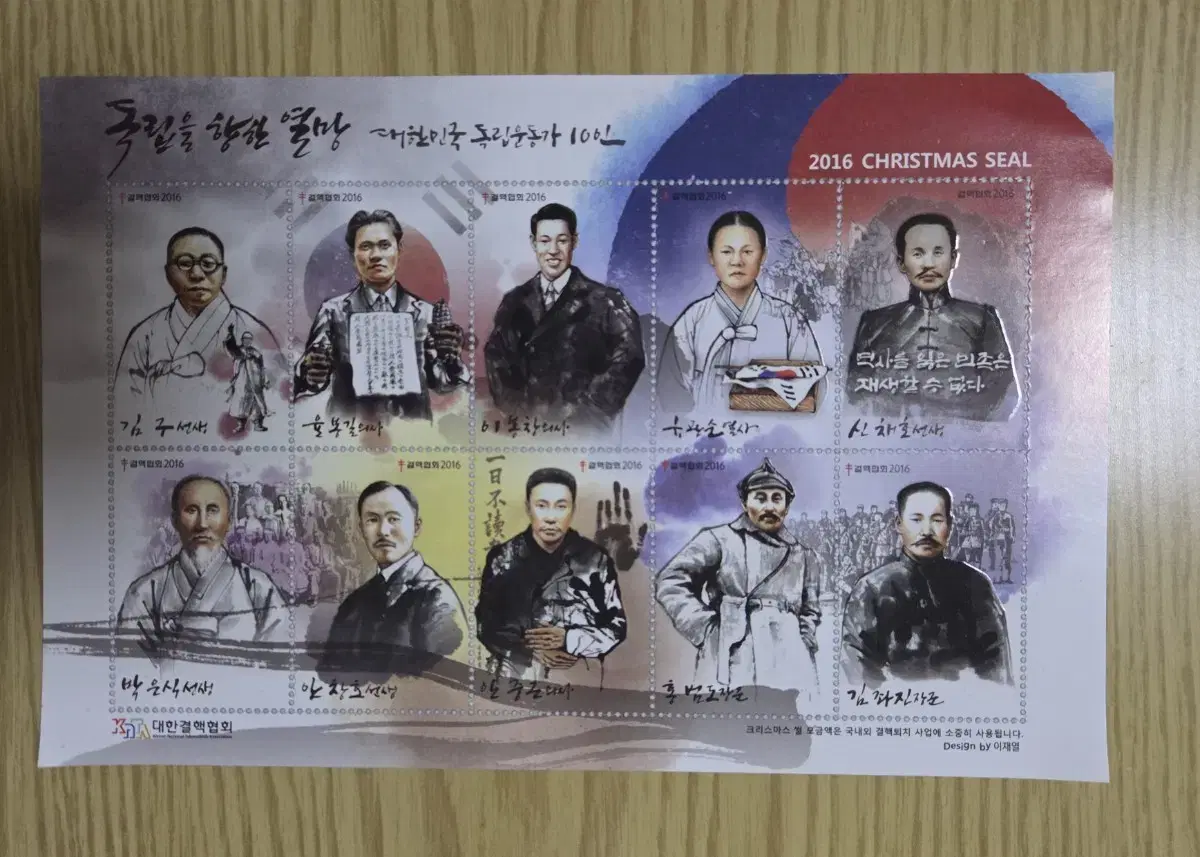 독립을 향한 열망 대한민국 독립운동가 10인
2016 CHRISTMAS SEAL
결핵협회 2016
결핵협회 2016
결핵협회 2016
결핵협회 2016
결핵협회 2016
역사를 잃은 민족은
재생할 수 없다
김 구 선생
윤봉길 의사
이봉창 의사
유관순 열사
신채호 선생
결핵협회 2016
결핵협회 2016
결핵협회 2016
결핵협회 2016
결핵협회 2016
一日不讀
박은식 선생
안창호 선생
안중근 의사
홍범도 장군
김좌진 장군
KNTA 대한결핵협회
크리스마스 씰 모금액은 국내외 결핵퇴치 사업에 소중히 사용됩니다.
Design by 이재열